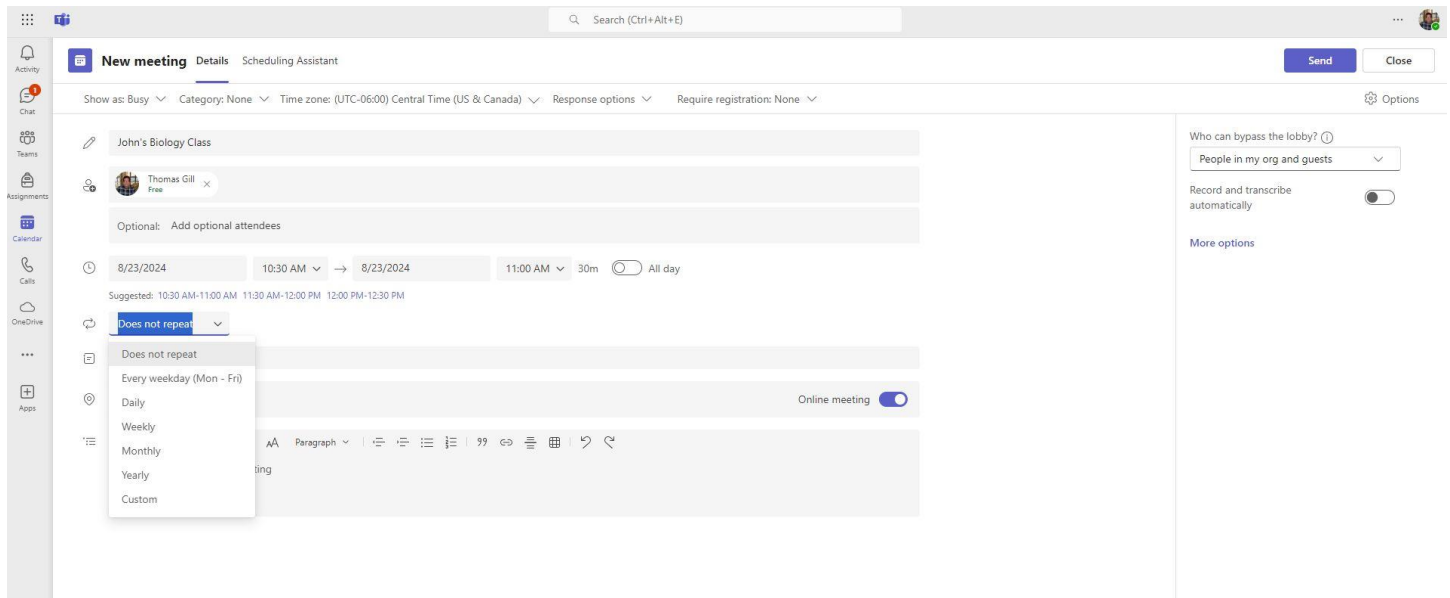 Search (Ctrl+Alt+E)
Activity
1
Chat
Teams
Assignments
Calendar
Calls
OneDrive
Apps
New meeting Details Scheduling Assistant Send Close
Show as: Busy Category: None Time zone: (UTC-06:00) Central Time (US & Canada) Response options Require registration: None Options
John's Biology Class
Thomas Gill
Free
Optional: Add optional attendees
8/23/2024 10:30 AM → 8/23/2024 11:00 AM 30m All day
Suggested: 10:30 AM-11:00 AM 11:30 AM-12:00 PM 12:00 PM-12:30 PM
Does not repeat
Does not repeat
Every weekday (Mon - Fri)
Daily
Weekly
Monthly
Yearly
Custom
Online meeting
AA Paragraph
ting
Who can bypass the lobby?
People in my org and guests
Record and transcribe
automatically
More options